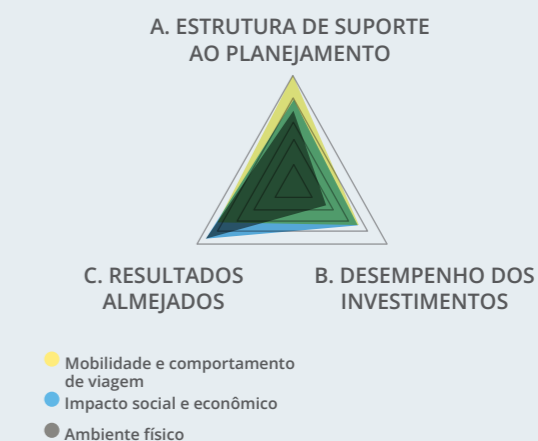 A. ESTRUTURA DE SUPORTE
AO PLANEJAMENTO
C. RESULTADOS
ALMEJADOS
B. DESEMPENHO DOS
INVESTIMENTOS
Mobilidade e comportamento
de viagem
Impacto social e econômico
Ambiente físico